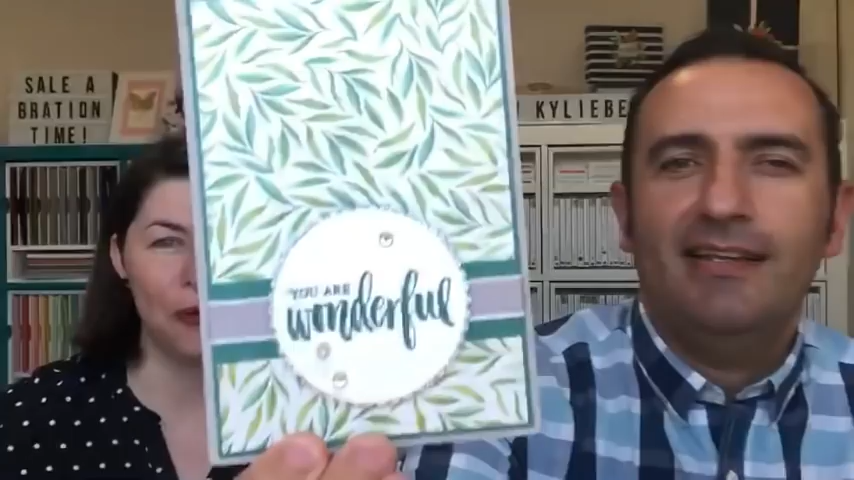 SALE A
BRATION
TIME!
KYLIEBE
YOU ARE
wonderful